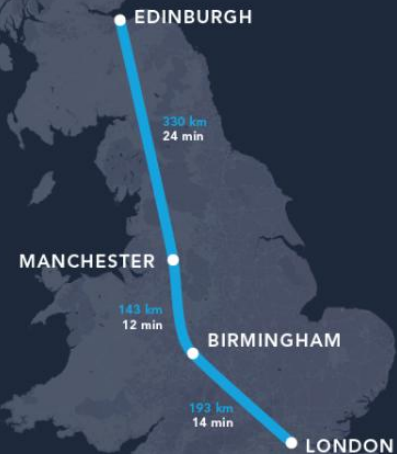 EDINBURGH
330 km
24 min
MANCHESTER
143 km
12 min
BIRMINGHAM
193 km
14 min
LONDON